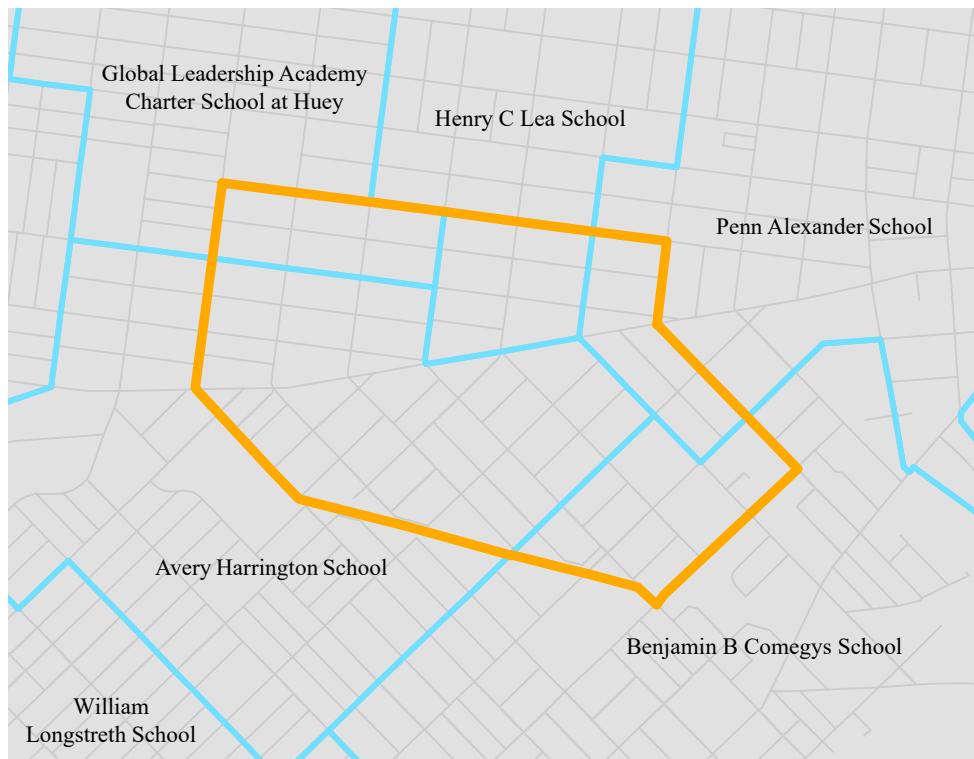 Global Leadership Academy
Charter School at Huey
Henry C Lea School
Penn Alexander School
Avery Harrington School
Benjamin B Comegys School
William
Longstreth School